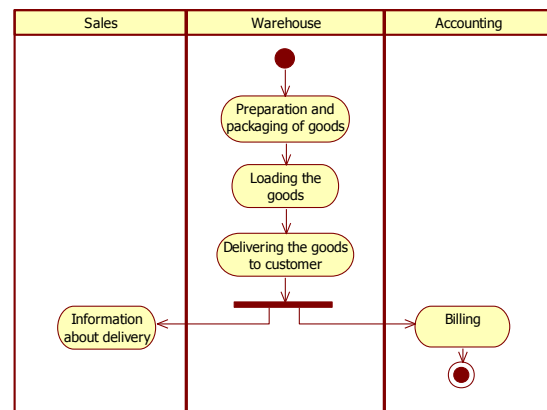 Sales
Warehouse
Accounting
Preparation and
packaging of goods
Loading the
goods
Delivering the goods
to customer
Information
about delivery
Billing